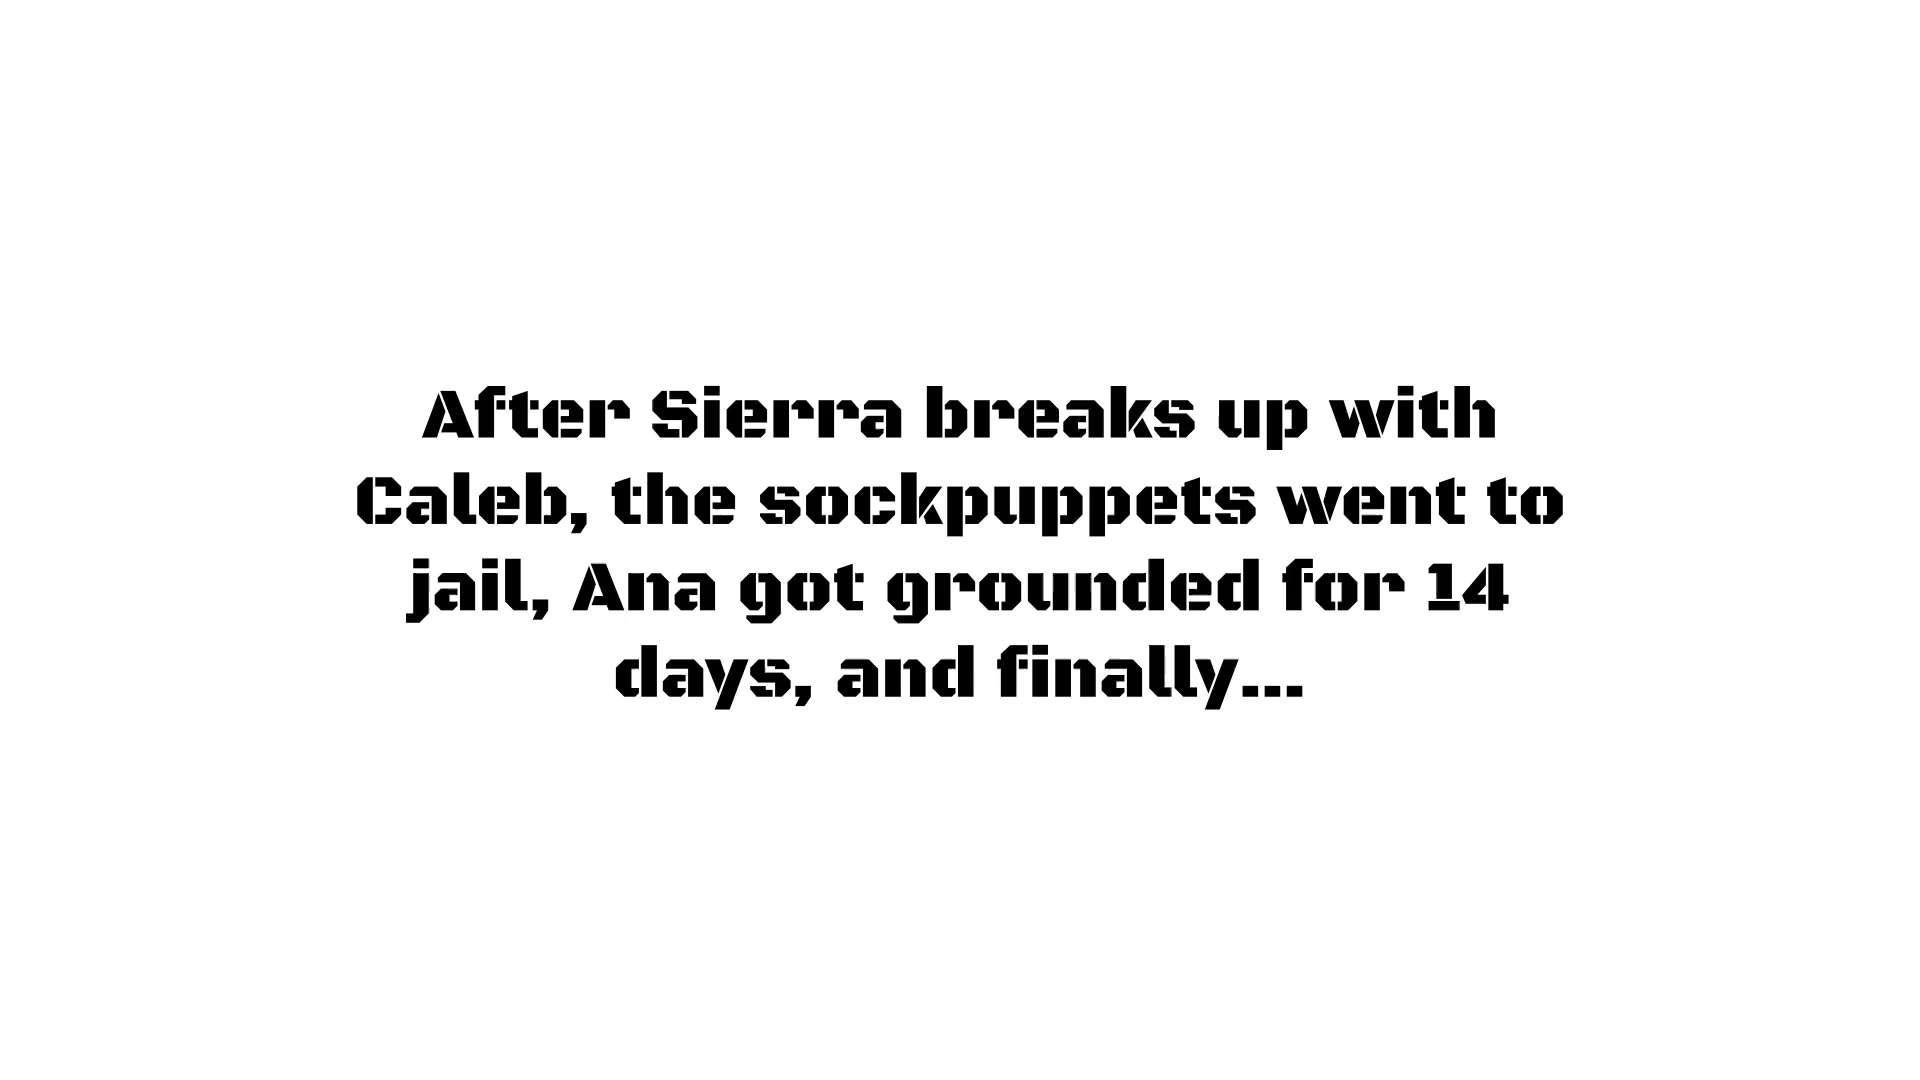 After Sierra breaks up with
Caleb, the sockpuppets went to
jail, Ana got grounded for 14
days, and finally...